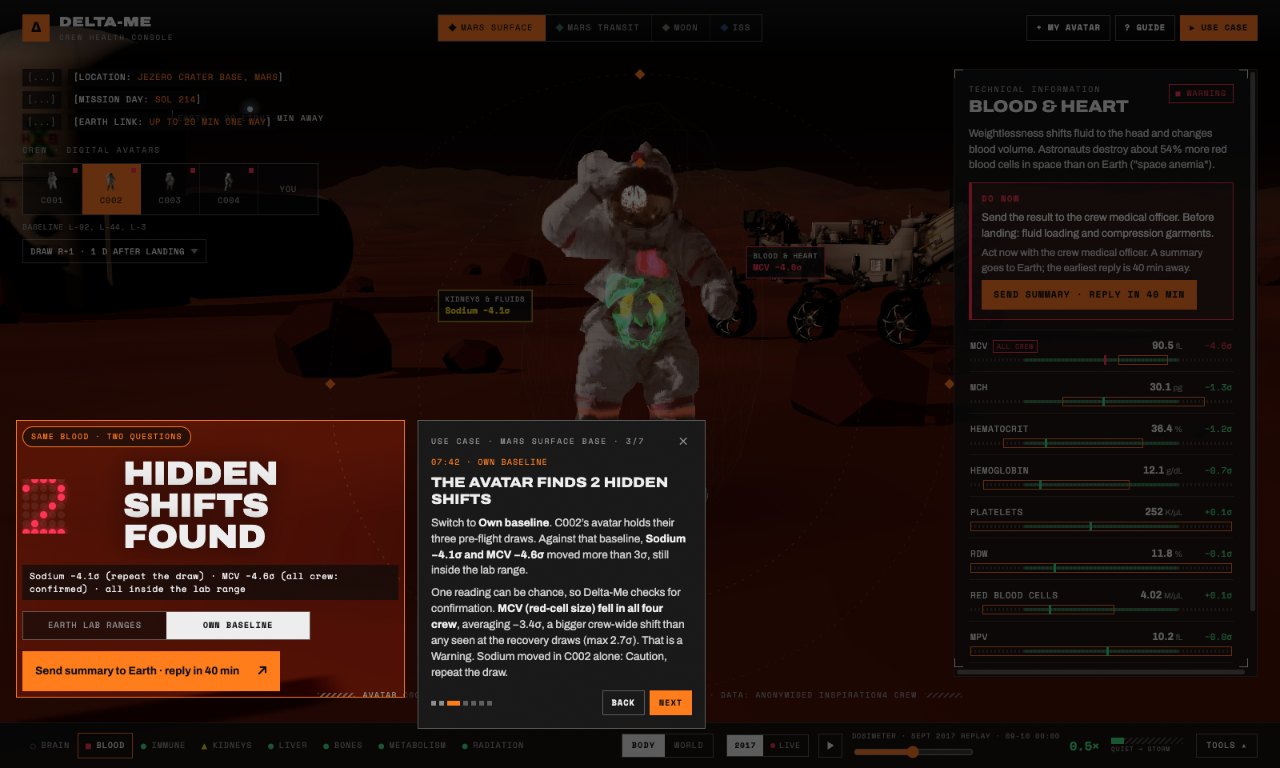 Δ DELTA-ME
CREW HEALTH CONSOLE
MARS SURFACE
MARS TRANSIT
MOON
ISS
+ MY AVATAR
? GUIDE
▶ USE CASE
[...] [LOCATION: JEZERO CRATER BASE, MARS]
[...] [MISSION DAY: SOL 214]
[...] [EARTH LINK: UP TO 20 MIN ONE WAY]
MIN AWAY
CREW · DIGITAL AVATARS
C001
C002
C003
C004
YOU
BASELINE L-92, L-44, L-3
DRAW R+1 · 1 D AFTER LANDING
BLOOD & HEART
MCV −4.6σ
KIDNEYS & FLUIDS
Sodium −4.1σ
TECHNICAL INFORMATION
BLOOD & HEART
WARNING
Weightlessness shifts fluid to the head and changes
blood volume. Astronauts destroy about 54% more red
blood cells in space than on Earth ("space anemia").
DO NOW
Send the result to the crew medical officer. Before
landing: fluid loading and compression garments.
Act now with the crew medical officer. A summary
goes to Earth; the earliest reply is 40 min away.
SEND SUMMARY · REPLY IN 40 MIN
MCV ALL CREW 90.5 fL −4.6σ
MCH 30.1 pg −1.3σ
HEMATOCRIT 36.4 % −1.2σ
HEMOGLOBIN 12.1 g/dL −0.7σ
PLATELETS 252 K/µL +0.1σ
RDW 11.8 % −0.1σ
RED BLOOD CELLS 4.02 M/µL +0.1σ
MPV 10.2 fL −0.0σ
SAME BLOOD · TWO QUESTIONS
2 HIDDEN
SHIFTS
FOUND
Sodium −4.1σ (repeat the draw) · MCV −4.6σ (all crew:
confirmed) · all inside the lab range
EARTH LAB RANGES
OWN BASELINE
Send summary to Earth · reply in 40 min
USE CASE · MARS SURFACE BASE · 3/7
07:42 · OWN BASELINE
THE AVATAR FINDS 2 HIDDEN
SHIFTS
Switch to Own baseline. C002's avatar holds their
three pre-flight draws. Against that baseline, Sodium
−4.1σ and MCV −4.6σ moved more than 3σ, still
inside the lab range.
One reading can be chance, so Delta-Me checks for
confirmation. MCV (red-cell size) fell in all four
crew, averaging −3.4σ, a bigger crew-wide shift than
any seen at the recovery draws (max 2.7σ). That is a
Warning. Sodium moved in C002 alone: Caution,
repeat the draw.
BACK
NEXT
AVATAR
· DATA: ANONYMISED INSPIRATION4 CREW
BRAIN
BLOOD
IMMUNE
KIDNEYS
LIVER
BONES
METABOLISM
RADIATION
BODY
WORLD
2017
LIVE
DOSIMETER · SEPT 2017 REPLAY · 09-10 00:00
0.5×
QUIET → STORM
TOOLS